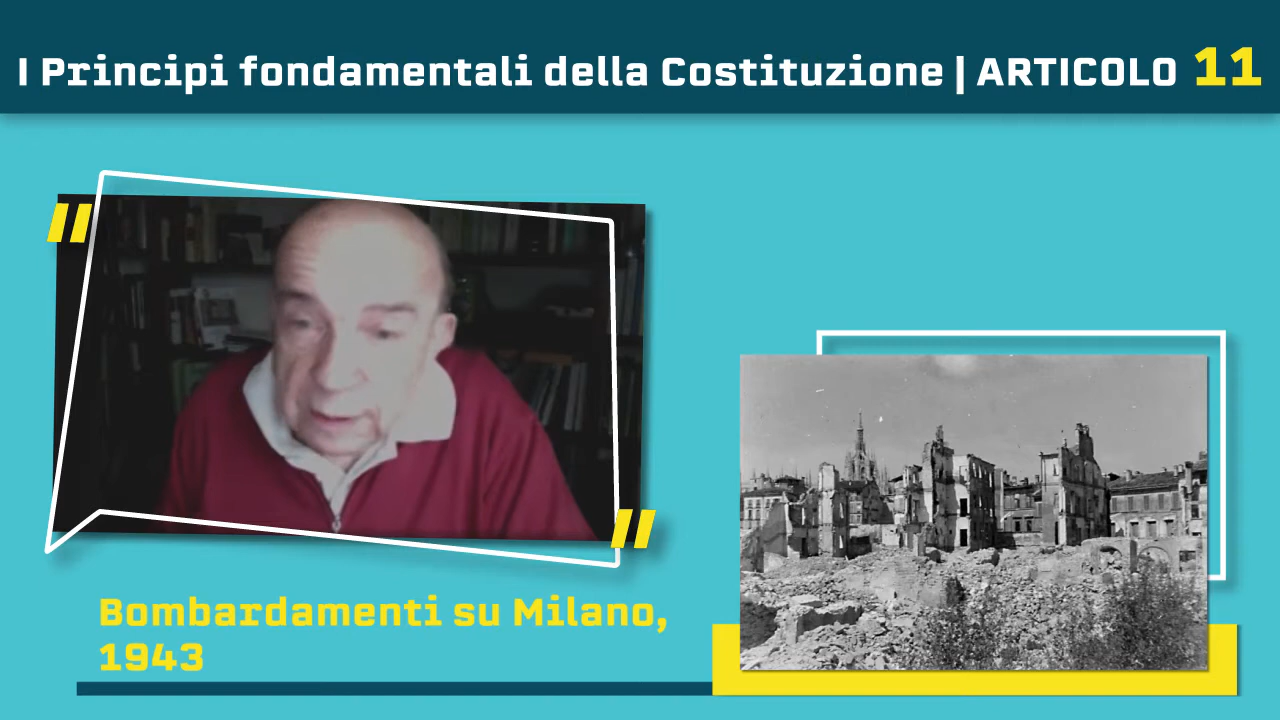 I Principi fondamentali della Costituzione | ARTICOLO 11
Bombardamenti su Milano,
1943